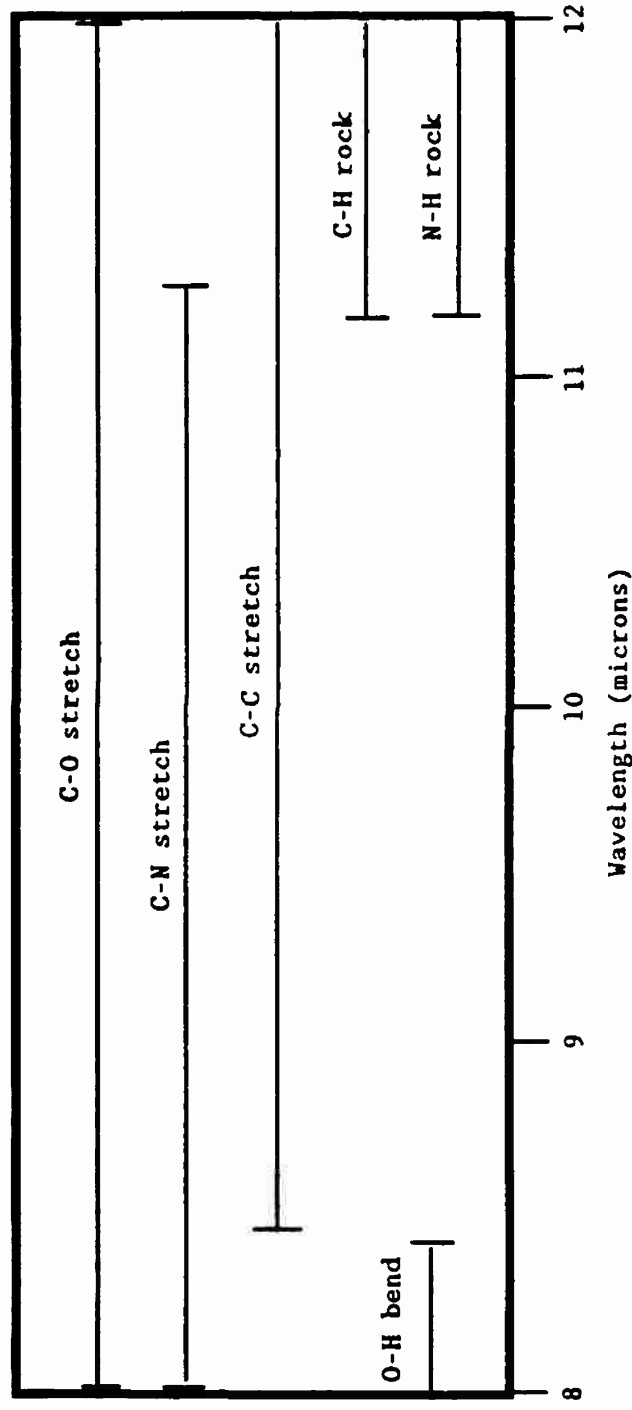 C-O stretch
C-N stretch
C-C stretch
C-H rock
N-H rock
O-H bend
8 9 10 11 12
Wavelength (microns)